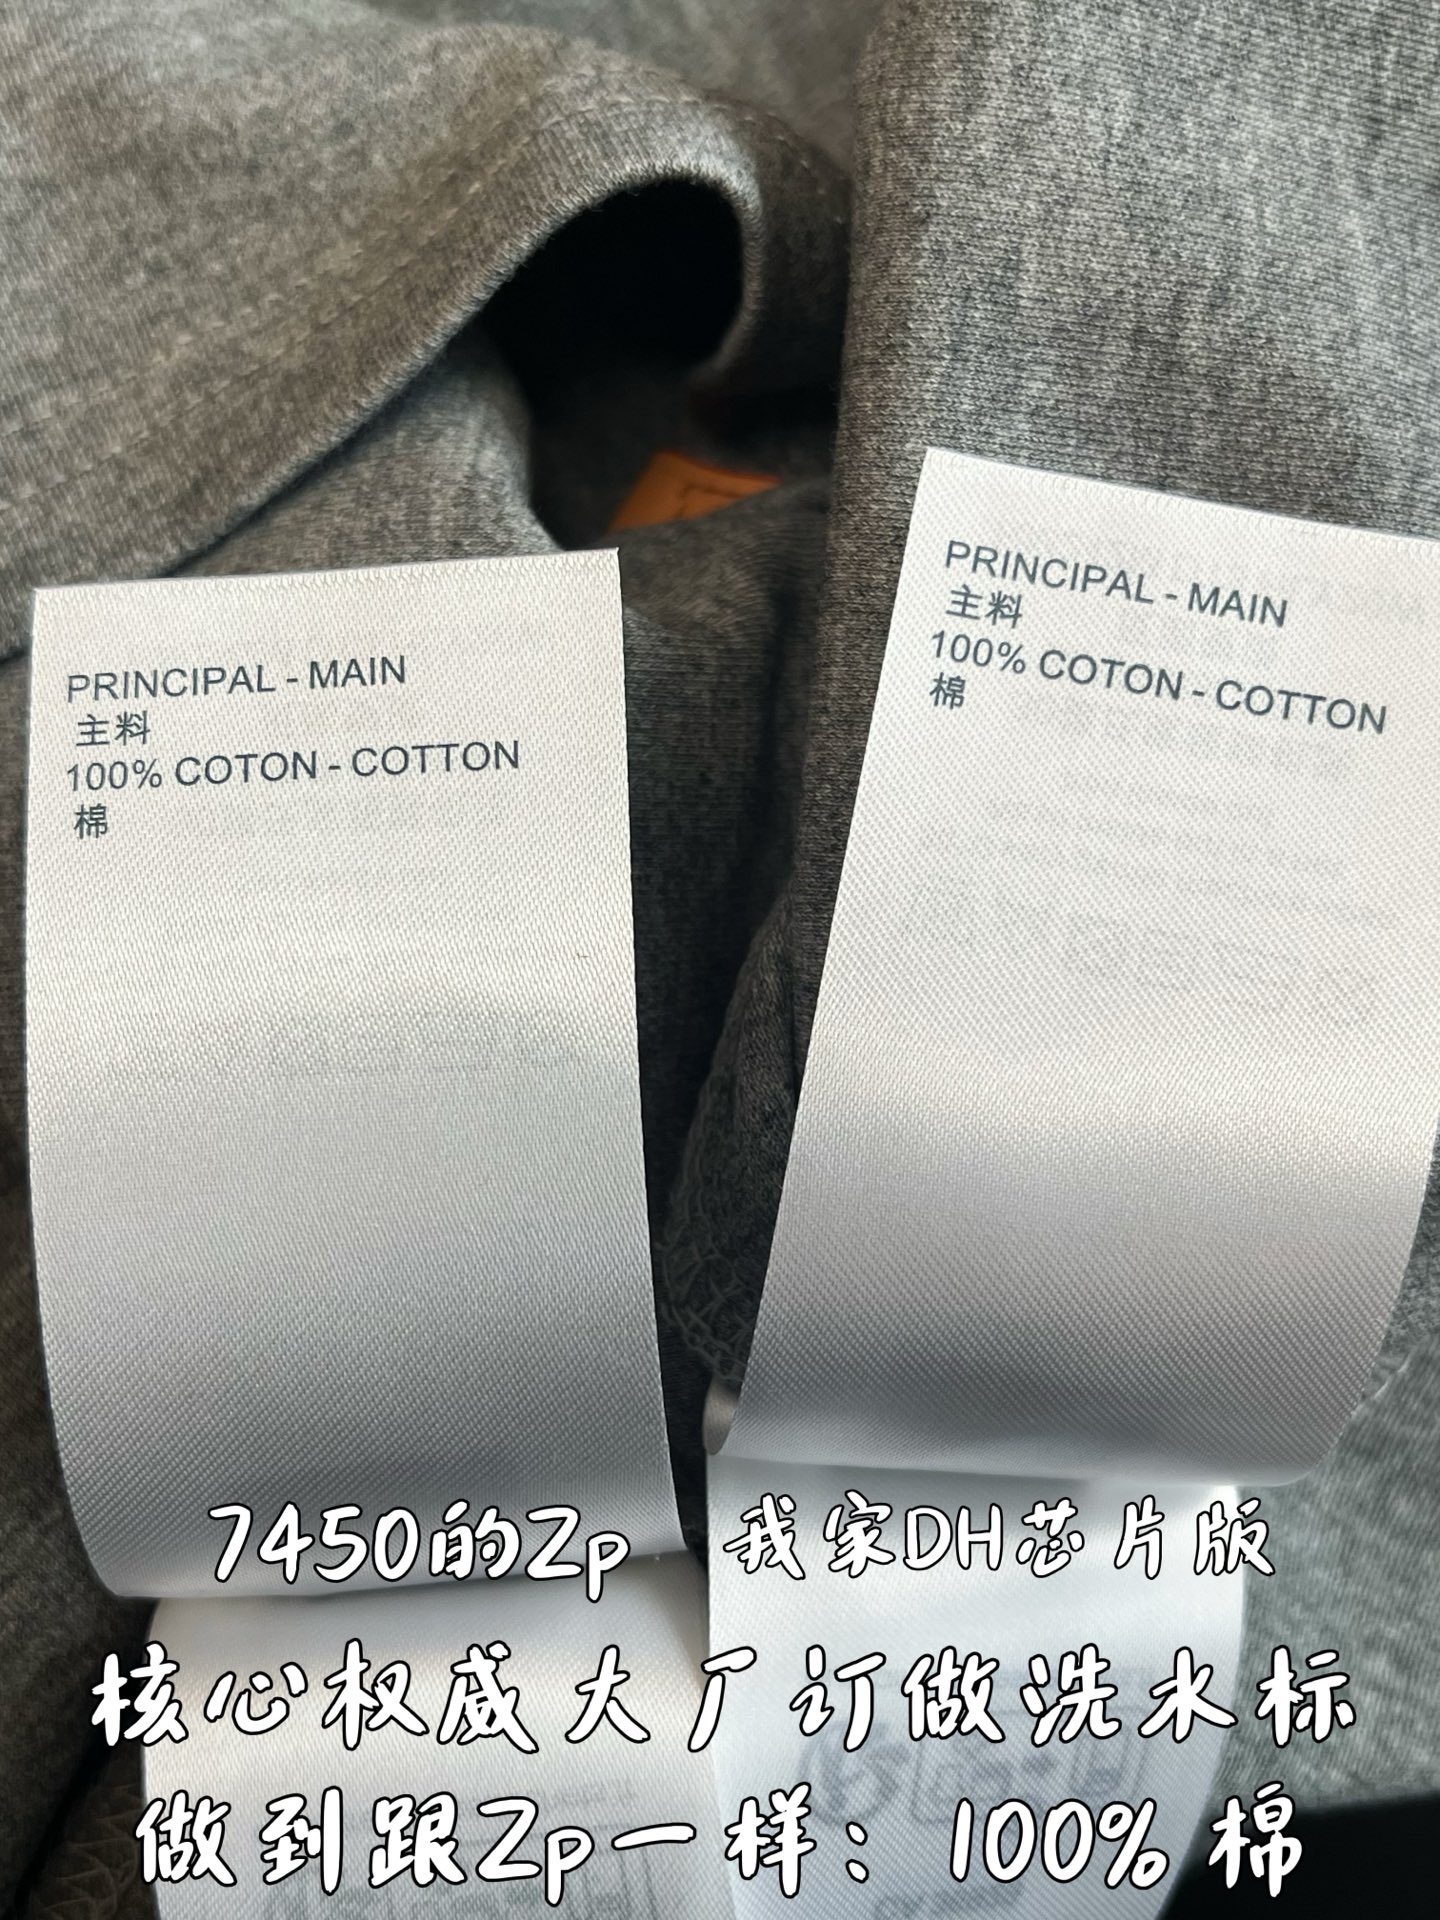 PRINCIPAL - MAIN
主料
100% COTON - COTTON
棉
PRINCIPAL - MAIN
主料
100% COTON - COTTON
棉
7450的Zp 我家DH芯片版
核心权威大厂订做洗水标
做到跟Zp一样：100%棉